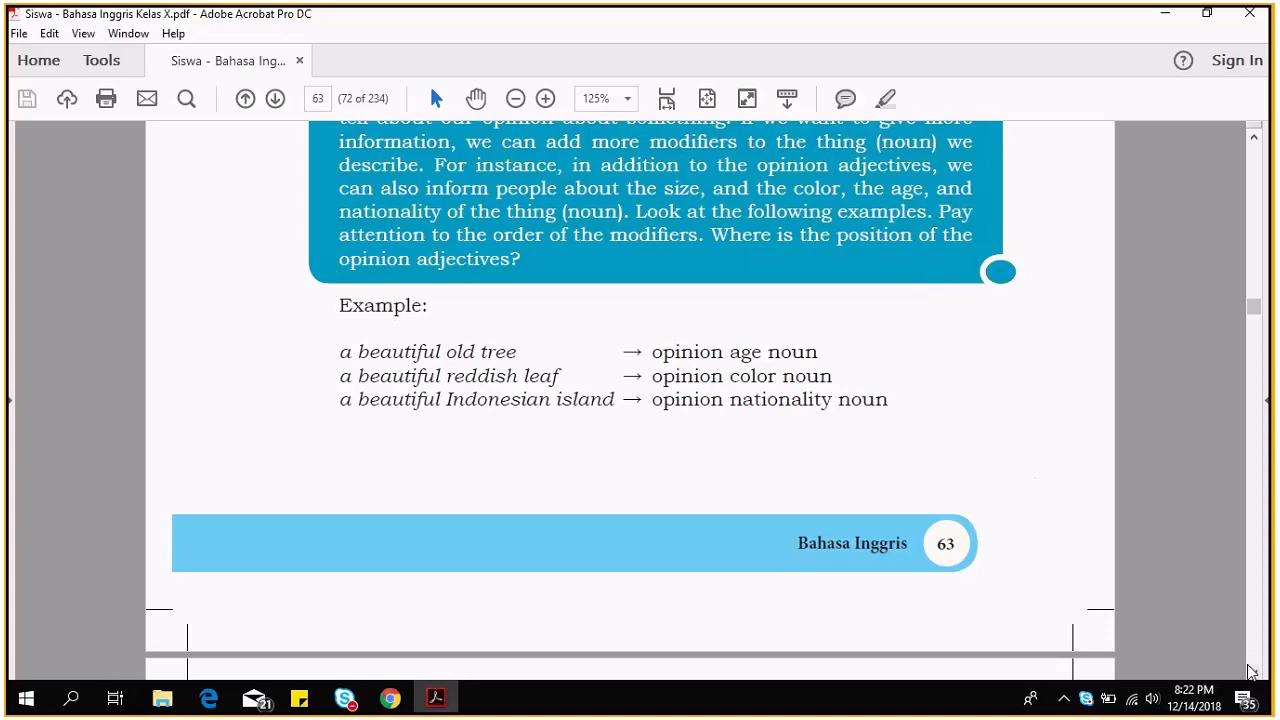 Siswa - Bahasa Inggris Kelas X.pdf - Adobe Acrobat Pro DC
File Edit View Window Help
Home Tools Siswa - Bahasa Ing... × Sign In
63 (72 of 234) 125%
tell about our opinion about something. If we want to give more
information, we can add more modifiers to the thing (noun) we
describe. For instance, in addition to the opinion adjectives, we
can also inform people about the size, and the color, the age, and
nationality of the thing (noun). Look at the following examples. Pay
attention to the order of the modifiers. Where is the position of the
opinion adjectives?
Example:
a beautiful old tree → opinion age noun
a beautiful reddish leaf → opinion color noun
a beautiful Indonesian island → opinion nationality noun
Bahasa Inggris 63
21
8:22 PM
12/14/2018
35